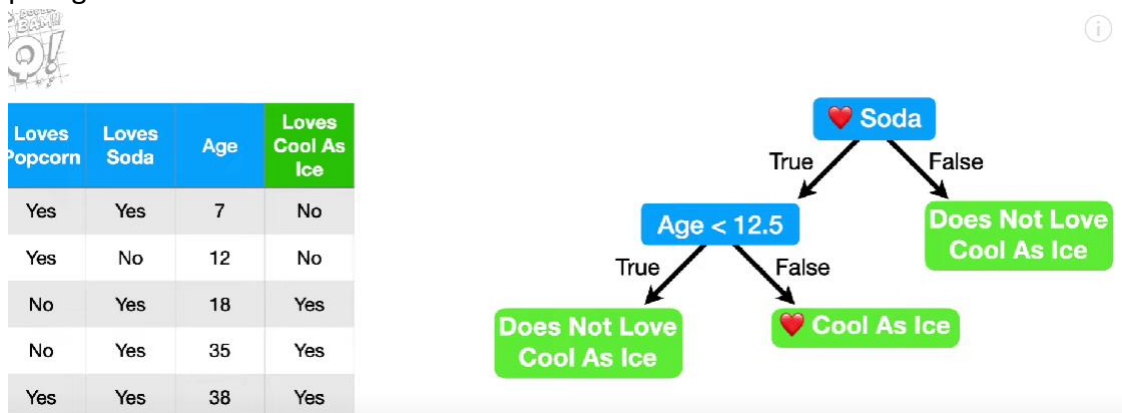 BAM!!
Loves
Popcorn
Loves
Soda
Age
Loves
Cool As
Ice
Yes Yes 7 No
Yes No 12 No
No Yes 18 Yes
No Yes 35 Yes
Yes Yes 38 Yes
❤️ Soda
True False
Age < 12.5
Does Not Love
Cool As Ice
True False
Does Not Love
Cool As Ice
❤️ Cool As Ice